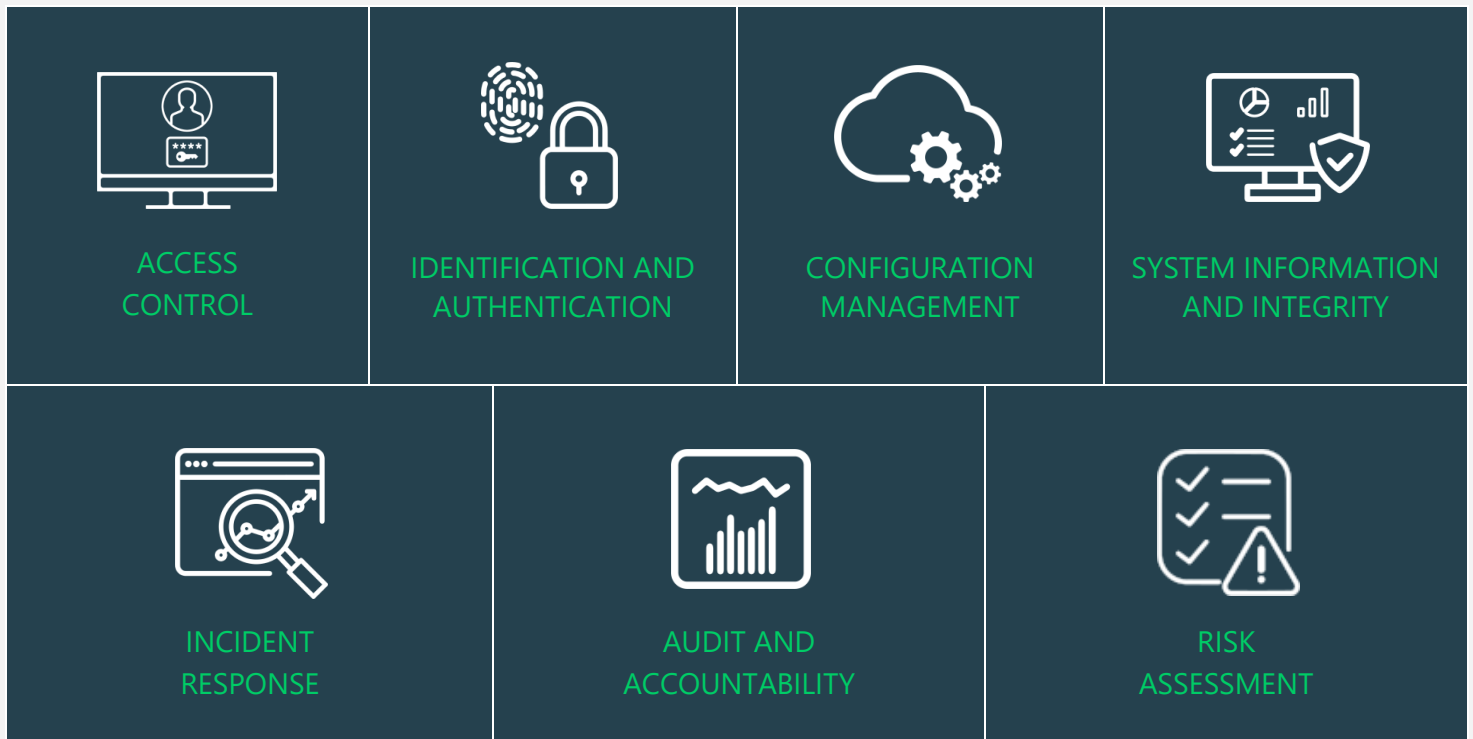 ****
ACCESS
CONTROL
IDENTIFICATION AND
AUTHENTICATION
CONFIGURATION
MANAGEMENT
SYSTEM INFORMATION
AND INTEGRITY
INCIDENT
RESPONSE
AUDIT AND
ACCOUNTABILITY
RISK
ASSESSMENT